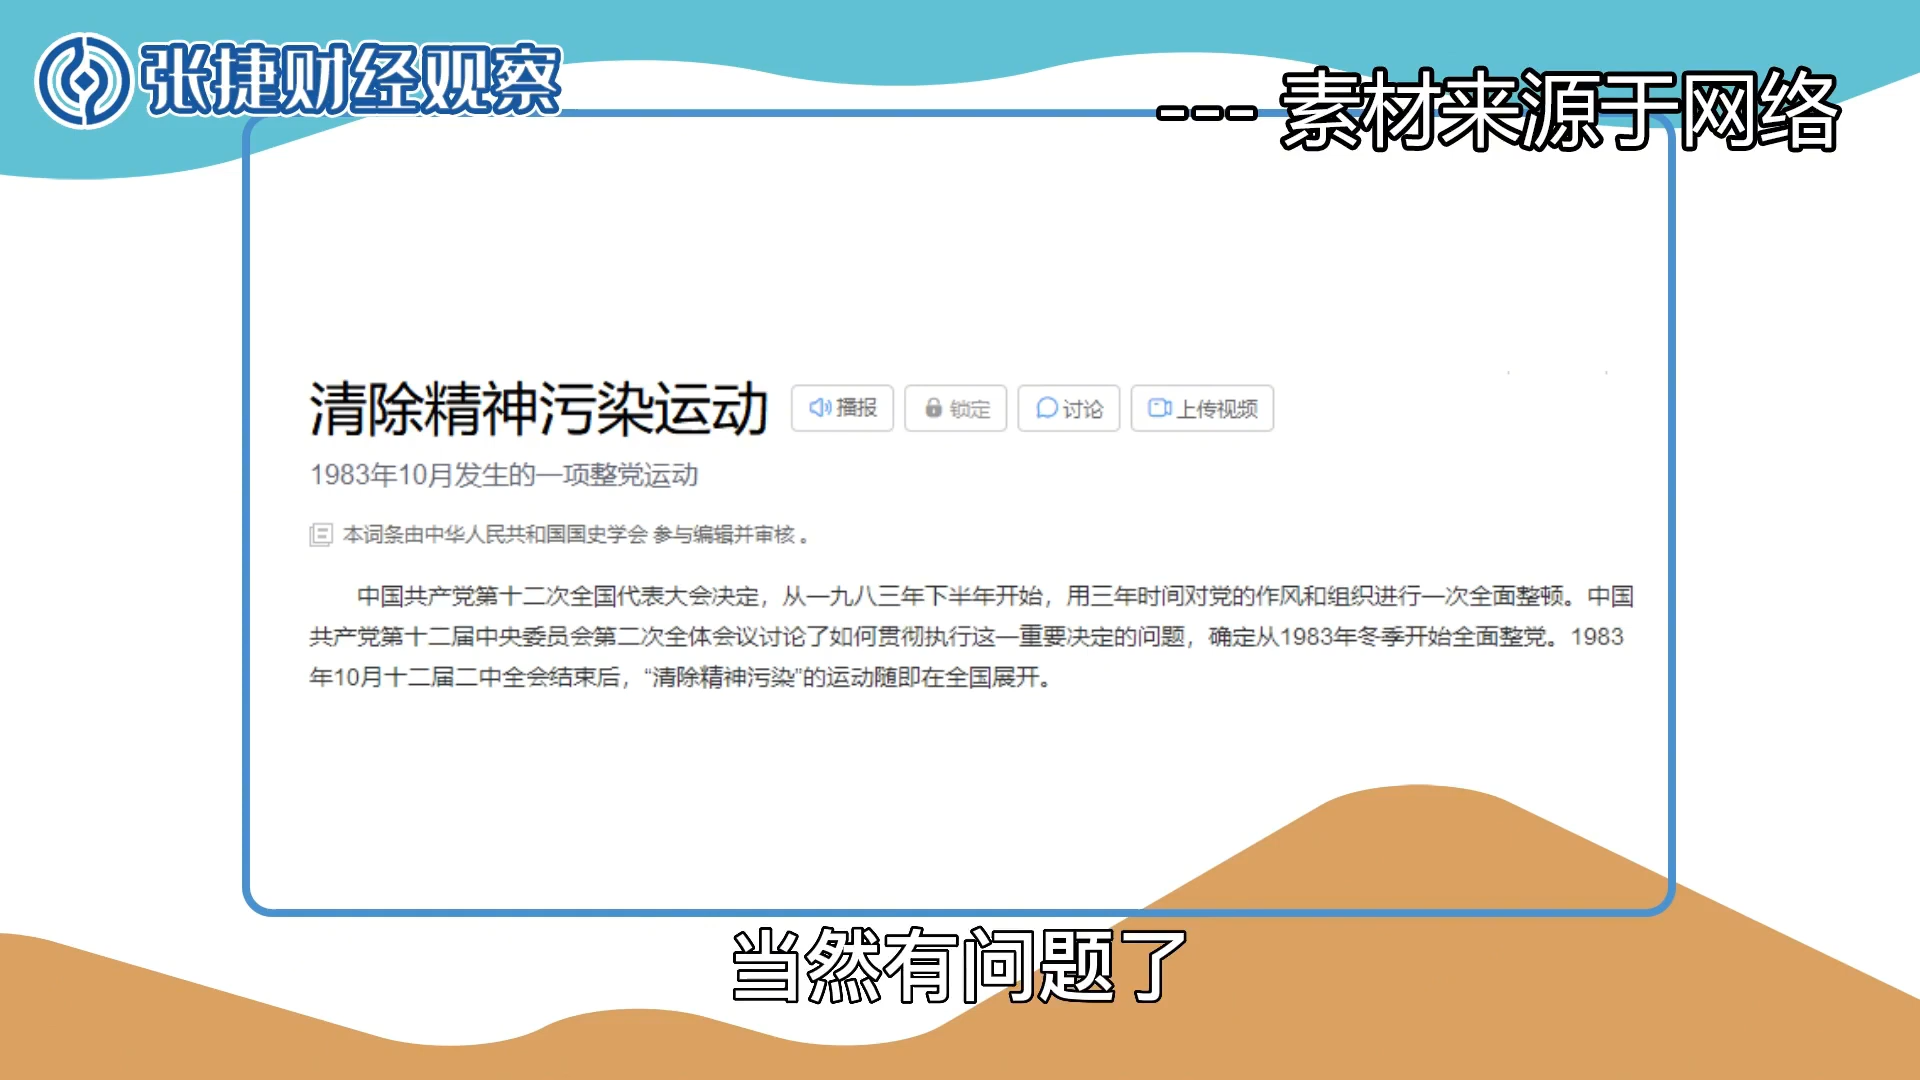 张捷财经观察
--- 素材来源于网络
清除精神污染运动 播报 锁定 讨论 上传视频
1983年10月发生的一项整党运动
本词条由中华人民共和国国史学会 参与编辑并审核 。
中国共产党第十二次全国代表大会决定，从一九八三年下半年开始，用三年时间对党的作风和组织进行一次全面整顿。中国
共产党第十二届中央委员会第二次全体会议讨论了如何贯彻执行这一重要决定的问题，确定从1983年冬季开始全面整党。1983
年10月十二届二中全会结束后，“清除精神污染”的运动随即在全国展开。
当然有问题了